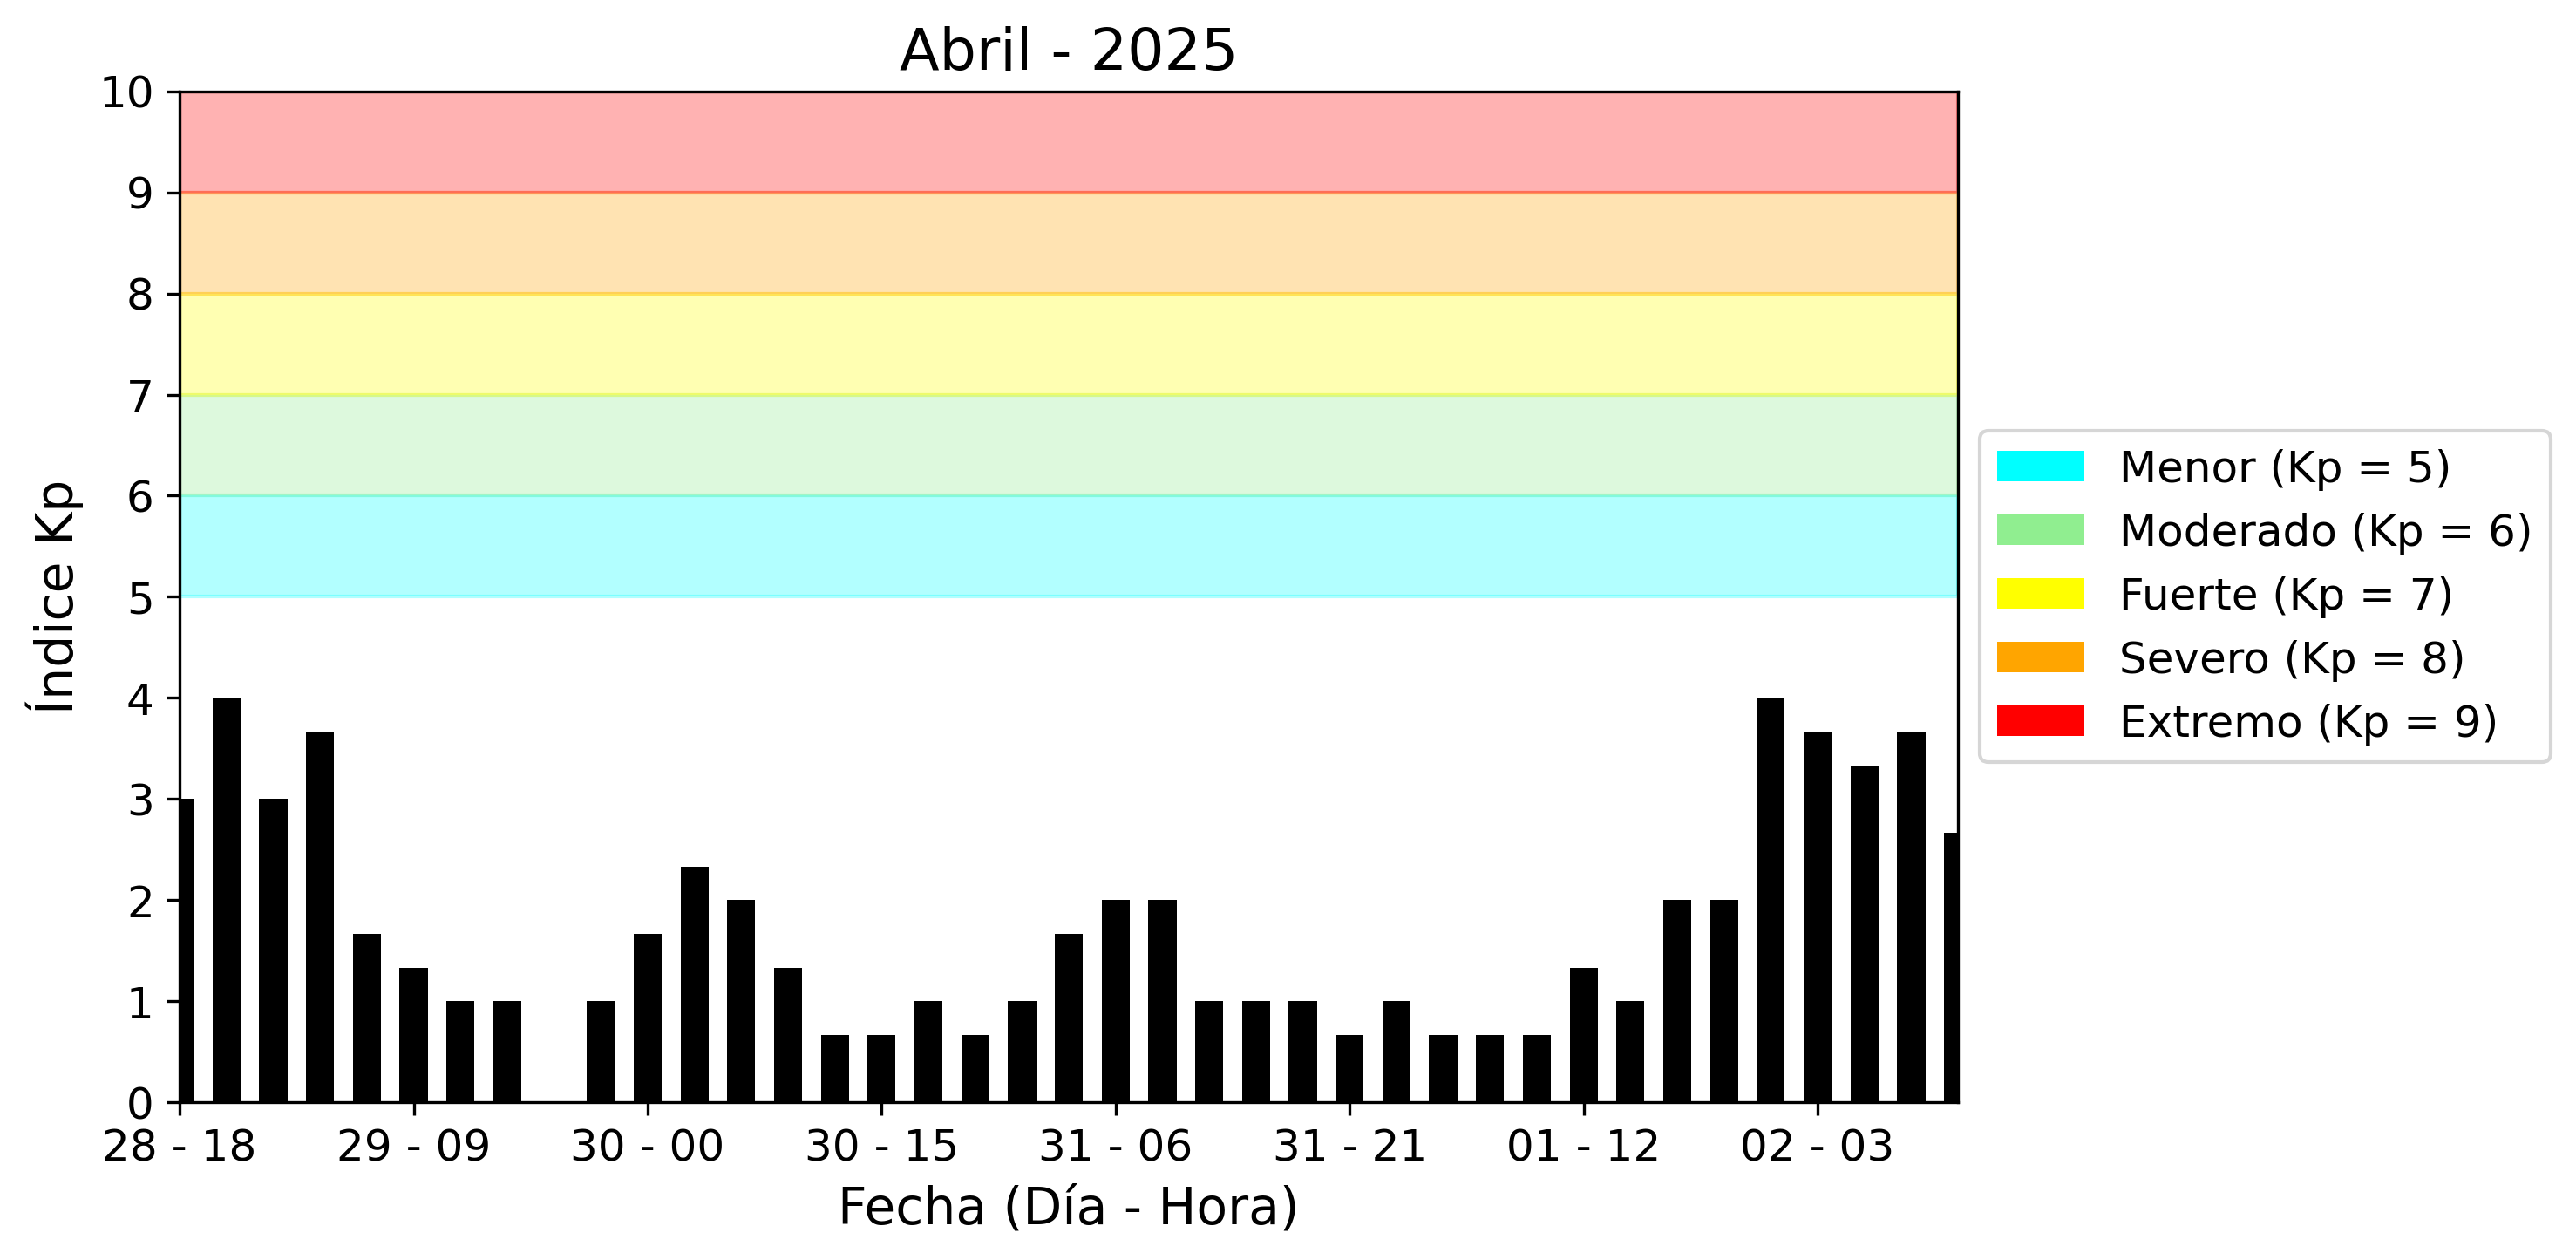 Abril - 2025
10
9
8
7
6
5
4
3
2
1
0
Índice Kp
28 - 18
29 - 09
30 - 00
30 - 15
31 - 06
31 - 21
01 - 12
02 - 03
Fecha (Día - Hora)
Menor (Kp = 5)
Moderado (Kp = 6)
Fuerte (Kp = 7)
Severo (Kp = 8)
Extremo (Kp = 9)